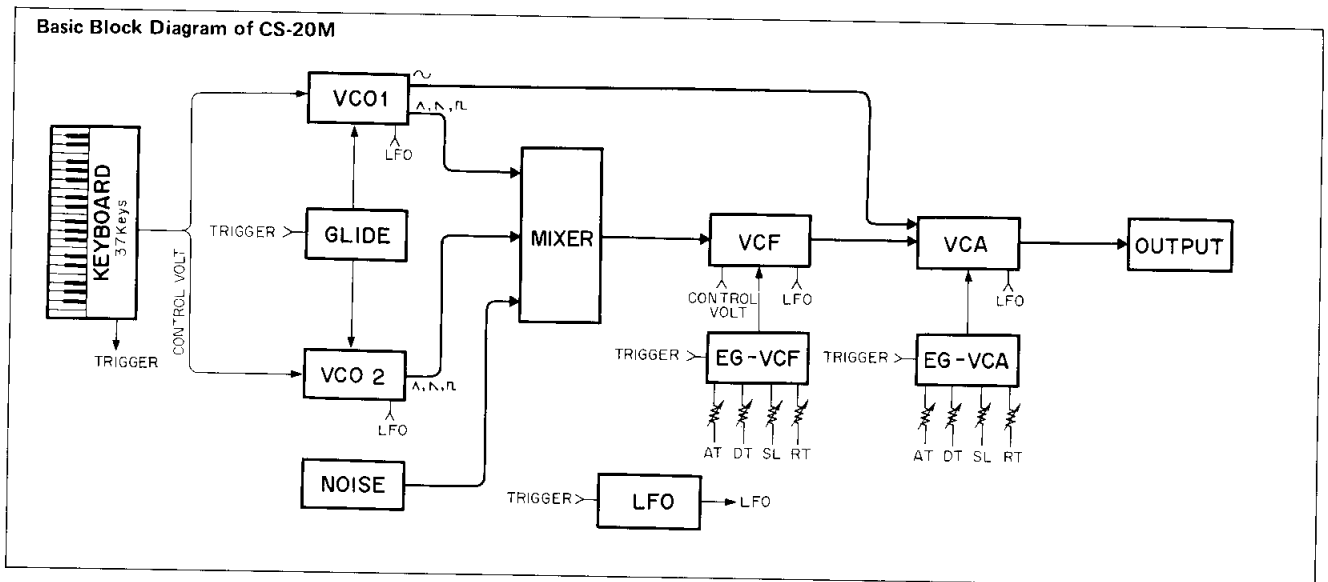 Basic Block Diagram of CS-20M
VCO1
LFO
KEYBOARD
37Keys
TRIGGER
CONTROL VOLT
TRIGGER
GLIDE
MIXER
VCO 2
LFO
NOISE
VCF
CONTROL
VOLT
LFO
TRIGGER
EG-VCF
AT DT SL RT
VCA
LFO
TRIGGER
EG-VCA
AT DT SL RT
OUTPUT
TRIGGER
LFO
LFO